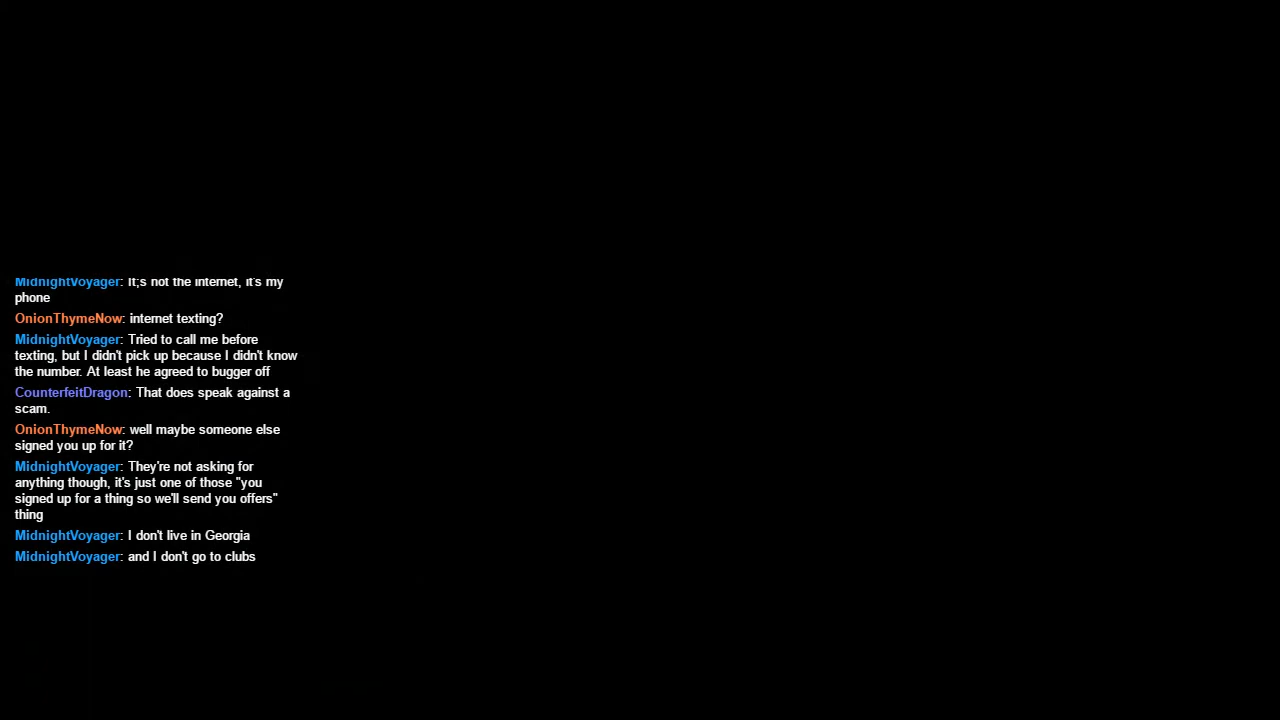 MidnightVoyager: It;s not the internet, it's my
phone
OnionThymeNow: internet texting?
MidnightVoyager: Tried to call me before
texting, but I didn't pick up because I didn't know
the number. At least he agreed to bugger off
CounterfeitDragon: That does speak against a
scam.
OnionThymeNow: well maybe someone else
signed you up for it?
MidnightVoyager: They're not asking for
anything though, it's just one of those "you
signed up for a thing so we'll send you offers"
thing
MidnightVoyager: I don't live in Georgia
MidnightVoyager: and I don't go to clubs